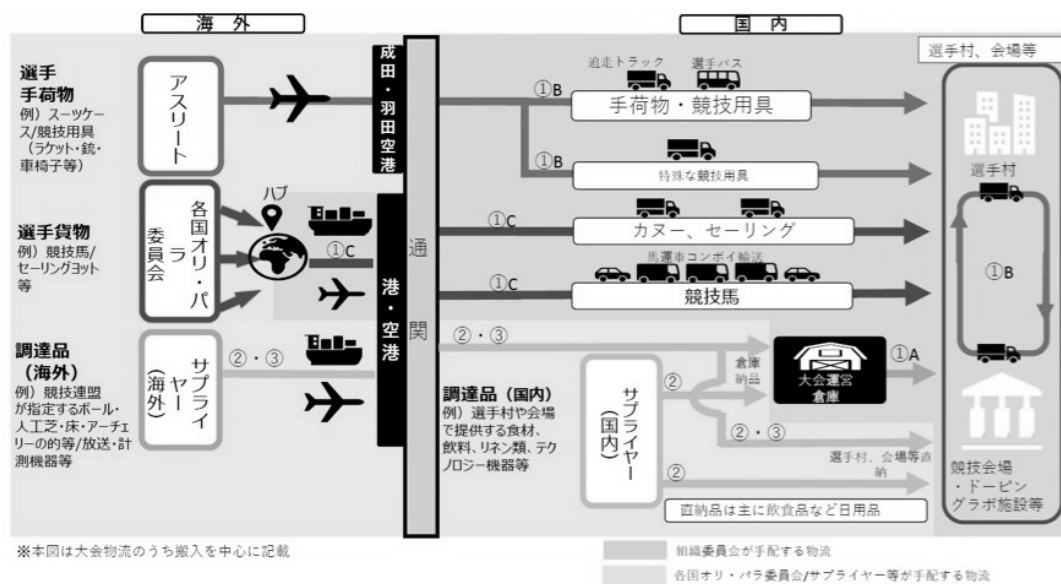 海 外
国 内
選手
手荷物
例）スーツケー
ス/競技用具
（ラケット・銃・
車椅子等）
アスリート
成田・羽田空港
①B
追走トラック
選手バス
手荷物・競技用具
①B
特殊な競技用具
選手村、会場等
選手村
①B
競技会場
・ドーピン
グラボ施設等
選手貨物
例）競技馬/
セーリングヨット
等
各国オリ・パラ
委員会
ハブ
①C
港・空港
通関
①C
カヌー、セーリング
①C
馬運車コンボイ輸送
競技馬
調達品
（海外）
例）競技連盟
が指定するボール・
人工芝・床・アーチェ
リーの的等/放送・計
測機器等
サプライヤー
（海外）
②・③
②・③
調達品（国内）
例）選手村や会場
で提供する食材、
飲料、リネン類、テク
ノロジー機器等
サプライヤー
（国内）
②
倉庫
納品
大会運営
倉庫
①A
②・③
選手村、会場等直
納
②
直納品は主に飲食品など日用品
※本図は大会物流のうち搬入を中心に記載
組織委員会が手配する物流
各国オリ・パラ委員会/サプライヤー等が手配する物流